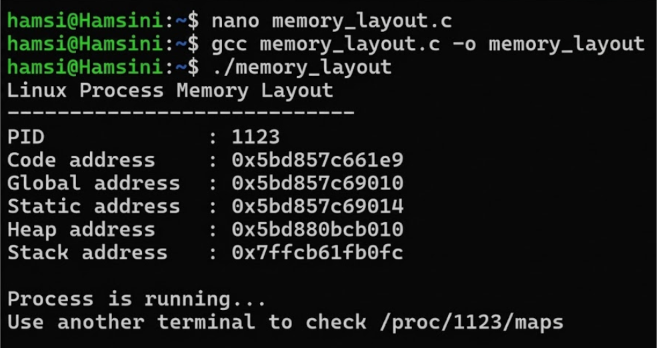 hamsi@Hamsini:~$ nano memory_layout.c
hamsi@Hamsini:~$ gcc memory_layout.c -o memory_layout
hamsi@Hamsini:~$ ./memory_layout
Linux Process Memory Layout
-----------------------------
PID            : 1123
Code address   : 0x5bd857c661e9
Global address : 0x5bd857c69010
Static address : 0x5bd857c69014
Heap address   : 0x5bd880bcb010
Stack address  : 0x7ffcb61fb0fc

Process is running...
Use another terminal to check /proc/1123/maps